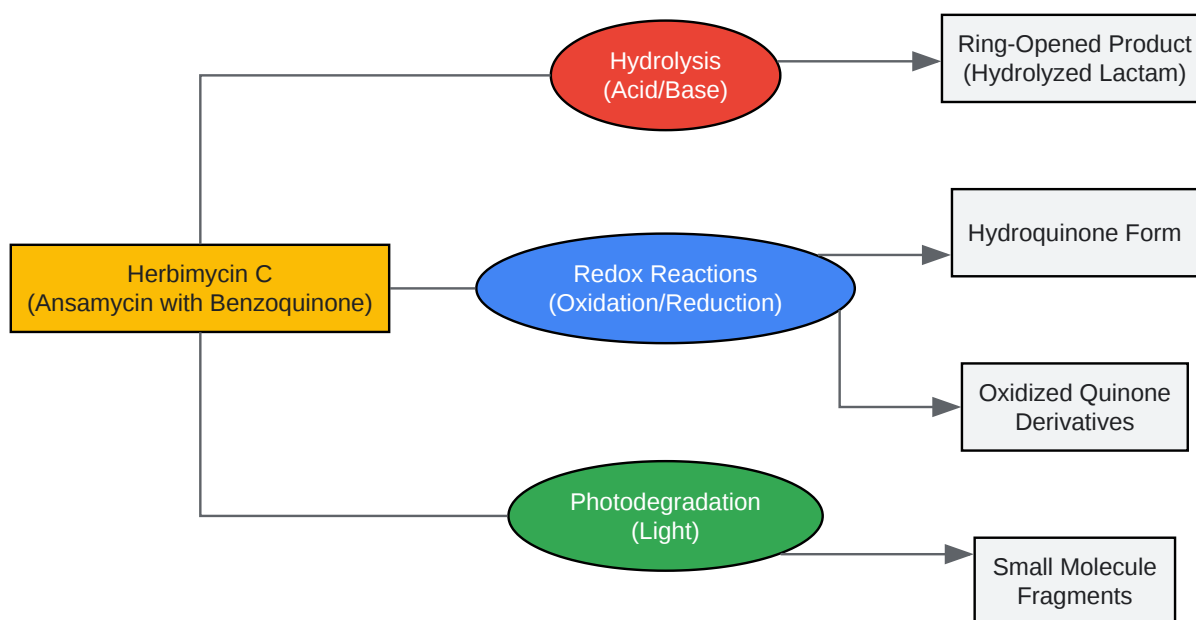 Hydrolysis
(Acid/Base)
Ring-Opened Product
(Hydrolyzed Lactam)
Herbimycin C
(Ansamycin with Benzoquinone)
Redox Reactions
(Oxidation/Reduction)
Hydroquinone Form
Oxidized Quinone
Derivatives
Photodegradation
(Light)
Small Molecule
Fragments